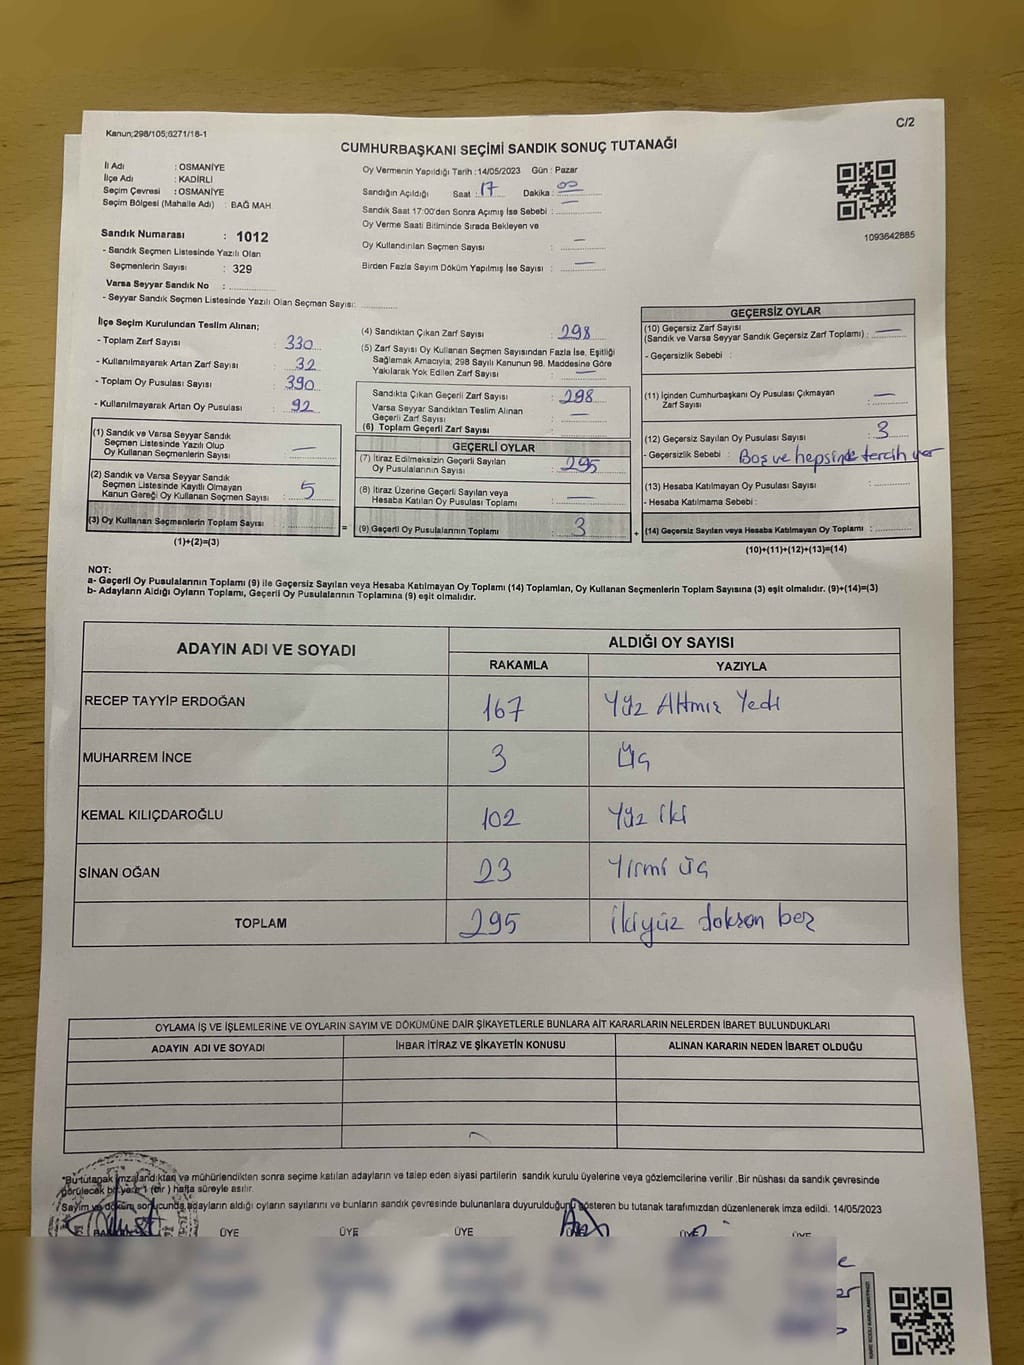 Kanun;298/105;6271/18-1
C/2
CUMHURBAŞKANI SEÇİMİ SANDIK SONUÇ TUTANAĞI
İl Adı : OSMANİYE
İlçe Adı : KADİRLİ
Seçim Çevresi : OSMANİYE
Seçim Bölgesi (Mahalle Adı) : BAĞ MAH.
Sandık Numarası : 1012
- Sandık Seçmen Listesinde Yazılı Olan
Seçmenlerin Sayısı : 329
Varsa Seyyar Sandık No :
- Seyyar Sandık Seçmen Listesinde Yazılı Olan Seçmen Sayısı:
Oy Vermenin Yapıldığı Tarih :14/05/2023 Gün : Pazar
Sandığın Açıldığı Saat : 17 Dakika : 00
Sandık Saat 17:00'den Sonra Açımış İse Sebebi : —
Oy Verme Saati Bitiminde Sırada Bekleyen ve
Oy Kullandırılan Seçmen Sayısı : —
Birden Fazla Sayım Döküm Yapılmış İse Sayısı : —
1093642885
İlçe Seçim Kurulundan Teslim Alınan;
- Toplam Zarf Sayısı : 330
- Kullanılmayarak Artan Zarf Sayısı : 32
- Toplam Oy Pusulası Sayısı : 390
- Kullanılmayarak Artan Oy Pusulası : 92
(1) Sandık ve Varsa Seyyar Sandık
Seçmen Listesinde Yazılı Olup
Oy Kullanan Seçmenlerin Sayısı : —
(2) Sandık ve Varsa Seyyar Sandık
Seçmen Listesinde Kayıtlı Olmayan
Kanun Gereği Oy Kullanan Seçmen Sayısı : 5
(3) Oy Kullanan Seçmenlerin Toplam Sayısı :
(1)+(2)=(3)
=
(4) Sandıktan Çıkan Zarf Sayısı : 298
(5) Zarf Sayısı Oy Kullanan Seçmen Sayısından Fazla İse, Eşitliği
Sağlamak Amacıyla, 298 Sayılı Kanunun 98. Maddesine Göre
Yakılarak Yok Edilen Zarf Sayısı : —
Sandıkta Çıkan Geçerli Zarf Sayısı : 298
Varsa Seyyar Sandıktan Teslim Alınan
Geçerli Zarf Sayısı : —
(6) Toplam Geçerli Zarf Sayısı :
GEÇERLİ OYLAR
(7) İtiraz Edilmeksizin Geçerli Sayılan
Oy Pusulalarının Sayısı : 295
(8) İtiraz Üzerine Geçerli Sayılan veya
Hesaba Katılan Oy Pusulası Toplamı : —
(9) Geçerli Oy Pusulalarının Toplamı : 3
+
GEÇERSİZ OYLAR
(10) Geçersiz Zarf Sayısı
(Sandık ve Varsa Seyyar Sandık Geçersiz Zarf Toplamı) : —
- Geçersizlik Sebebi :
(11) İçinden Cumhurbaşkanı Oy Pusulası Çıkmayan
Zarf Sayısı : —
(12) Geçersiz Sayılan Oy Pusulası Sayısı : 3
- Geçersizlik Sebebi : Boş ve hepsinde tercih var
(13) Hesaba Katılmayan Oy Pusulası Sayısı :
- Hesaba Katılmama Sebebi :
(14) Geçersiz Sayılan veya Hesaba Katılmayan Oy Toplamı :
(10)+(11)+(12)+(13)=(14)
NOT:
a- Geçerli Oy Pusulalarının Toplamı (9) ile Geçersiz Sayılan veya Hesaba Katılmayan Oy Toplamı (14) Toplamları, Oy Kullanan Seçmenlerin Toplam Sayısına (3) eşit olmalıdır. (9)+(14)=(3)
b- Adayların Aldığı Oyların Toplamı, Geçerli Oy Pusulalarının Toplamına (9) eşit olmalıdır.
ADAYIN ADI VE SOYADI
ALDIĞI OY SAYISI
RAKAMLA YAZIYLA
RECEP TAYYİP ERDOĞAN 167 Yüz Altmış Yedi
MUHARREM İNCE 3 Üç
KEMAL KILIÇDAROĞLU 102 Yüz iki
SİNAN OĞAN 23 Yirmi üç
TOPLAM 295 ikiyüz doksan beş
OYLAMA İŞ VE İŞLEMLERİNE VE OYLARIN SAYIM VE DÖKÜMÜNE DAİR ŞİKAYETLERLE BUNLARA AİT KARARLARIN NELERDEN İBARET BULUNDUKLARI
ADAYIN ADI VE SOYADI İHBAR İTİRAZ VE ŞİKAYETİN KONUSU ALINAN KARARIN NEDEN İBARET OLDUĞU
*Bu tutanak imzalandıktan ve mühürlendikten sonra seçime katılan adayların ve talep eden siyasi partilerin sandık kurulu üyelerine veya gözlemcilerine verilir .Bir nüshası da sandık çevresinde
görülecek bir yere 1 (bir ) hafta süreyle asılır.
Sayım ve döküm sonucunda adayların aldığı oyların sayılarını ve bunların sandık çevresinde bulunanlara duyurulduğunu gösteren bu tutanak tarafımızdan düzenlenerek imza edildi. 14/05/2023
ÜYE ÜYE ÜYE ÜYE ÜYE ÜYE